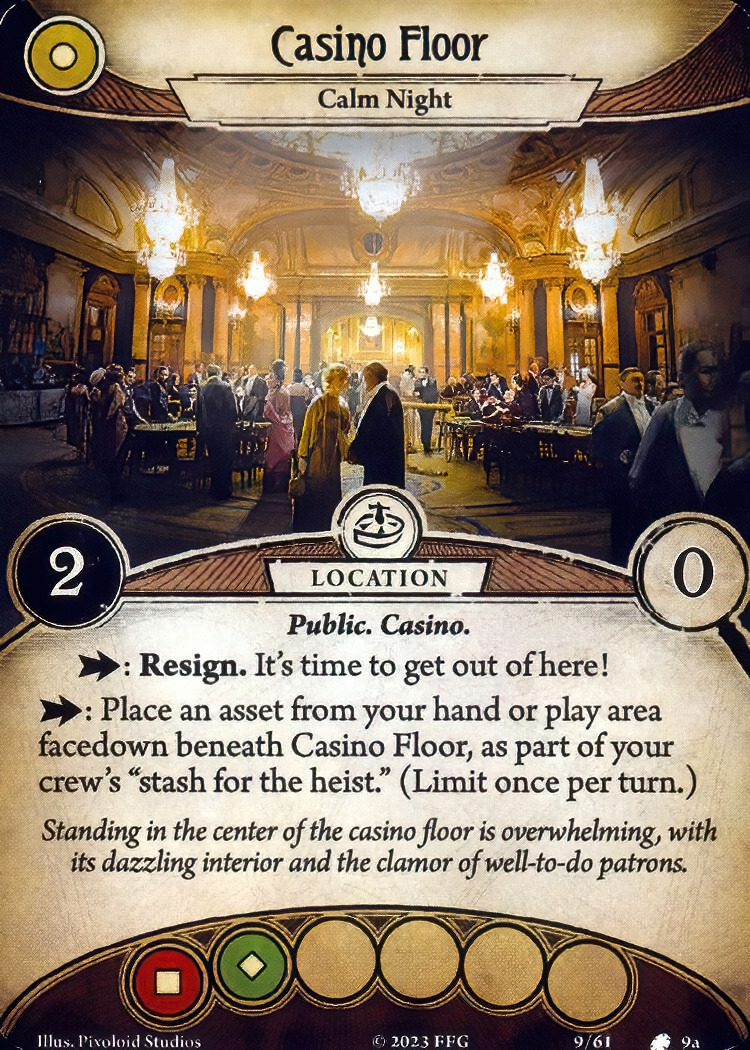 Casino Floor
Calm Night
2
LOCATION
0
Public. Casino.
: Resign. It's time to get out of here!
: Place an asset from your hand or play area
facedown beneath Casino Floor, as part of your
crew's “stash for the heist.” (Limit once per turn.)
Standing in the center of the casino floor is overwhelming, with
its dazzling interior and the clamor of well-to-do patrons.
Illus. Pixoloid Studios © 2023 FFG 9/61 9a